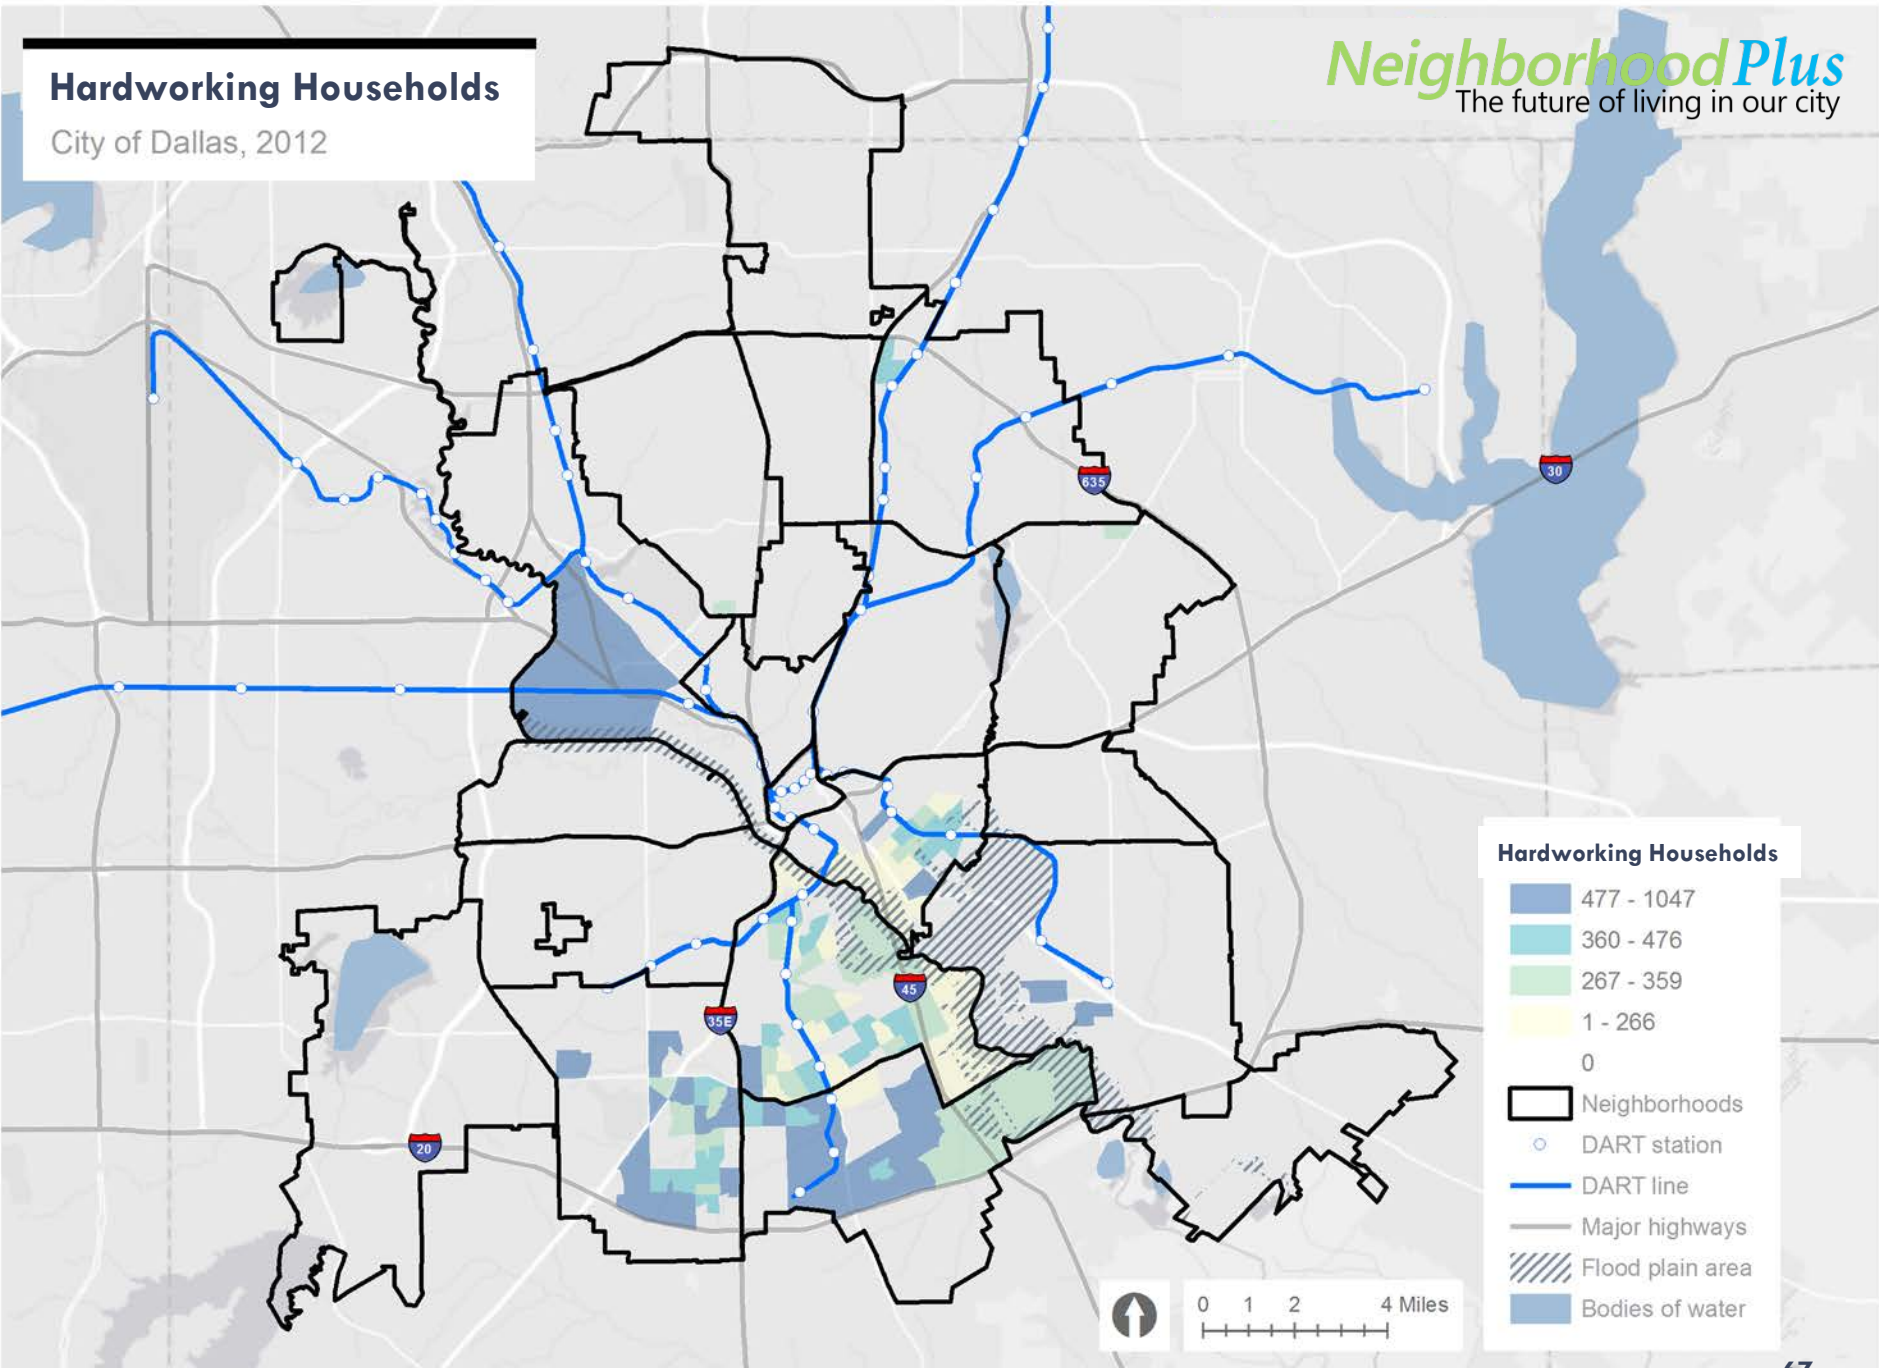 Hardworking Households
City of Dallas, 2012
Neighborhood Plus
The future of living in our city
635
30
45
35E
20
Hardworking Households
477 - 1047
360 - 476
267 - 359
1 - 266
0
Neighborhoods
DART station
DART line
Major highways
Flood plain area
Bodies of water
0 1 2 4 Miles